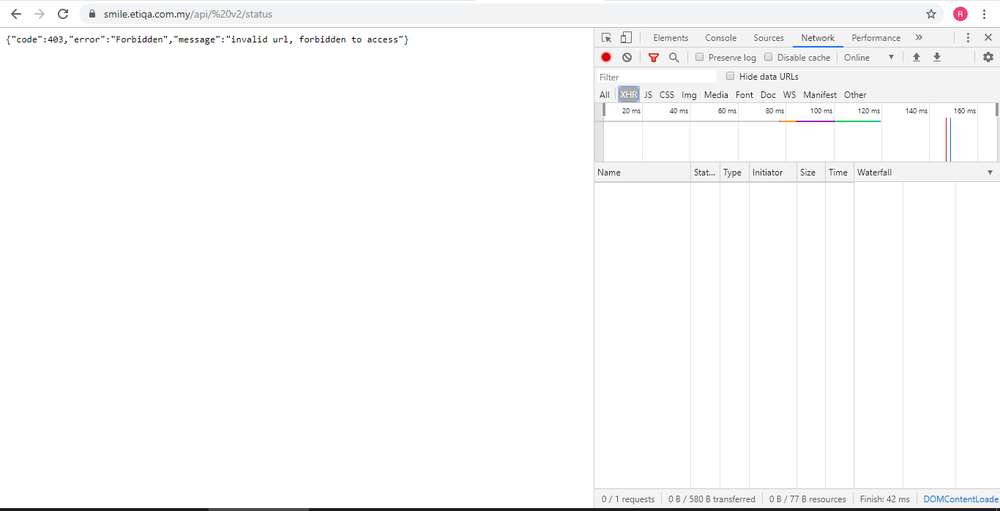 smile.etiqa.com.my/api/%20v2/status
R
{"code":403,"error":"Forbidden","message":"invalid url, forbidden to access"}
Elements Console Sources Network Performance »
Preserve log Disable cache Online ▼
Filter Hide data URLs
All XHR JS CSS Img Media Font Doc WS Manifest Other
20 ms 40 ms 60 ms 80 ms 100 ms 120 ms 140 ms 160 ms
Name Stat... Type Initiator Size Time Waterfall ▼
0 / 1 requests 0 B / 580 B transferred 0 B / 77 B resources Finish: 42 ms DOMContentLoade